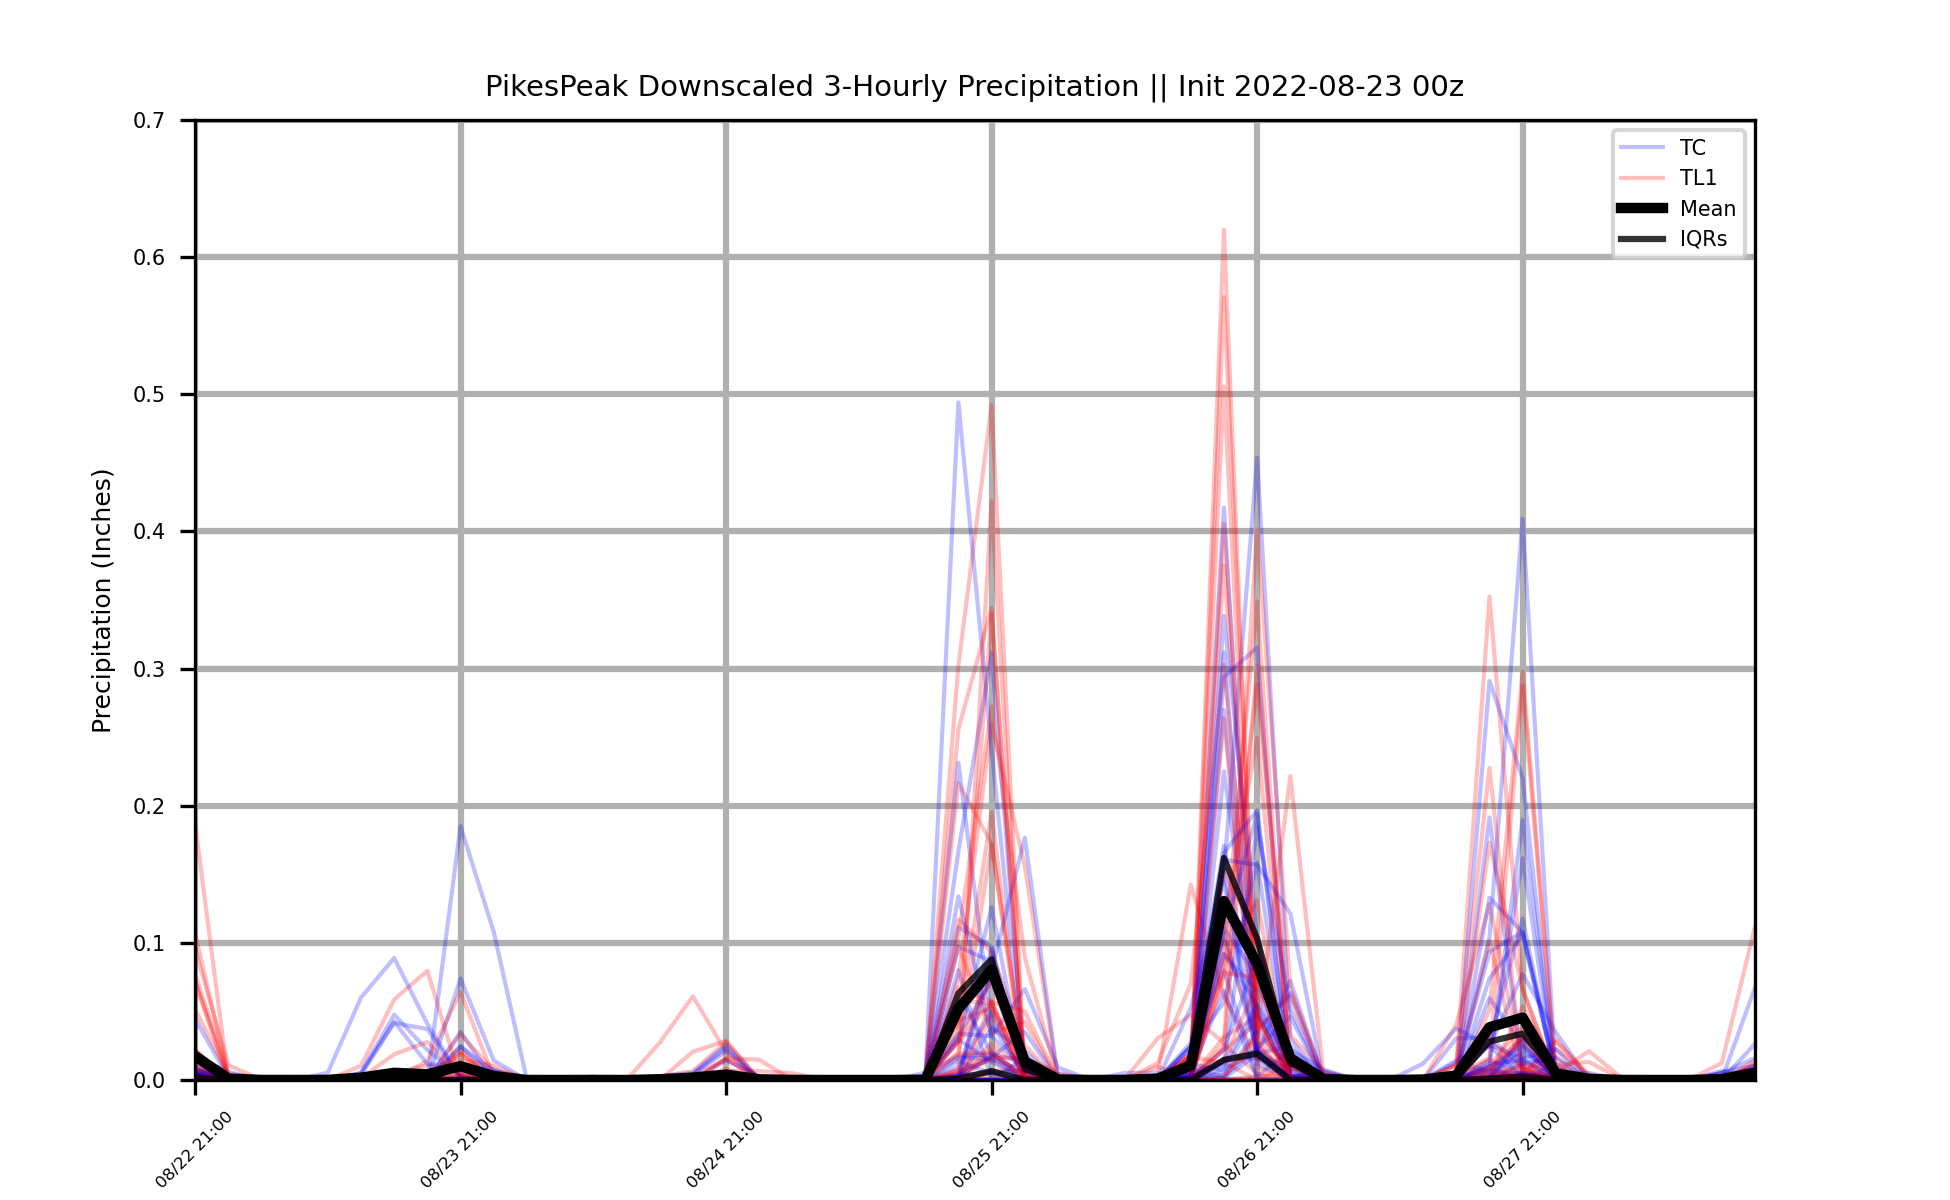 PikesPeak Downscaled 3-Hourly Precipitation || Init 2022-08-23 00z
TC
TL1
Mean
IQRs
Precipitation (Inches)
0.7
0.6
0.5
0.4
0.3
0.2
0.1
0.0
08/22 21:00
08/23 21:00
08/24 21:00
08/25 21:00
08/26 21:00
08/27 21:00